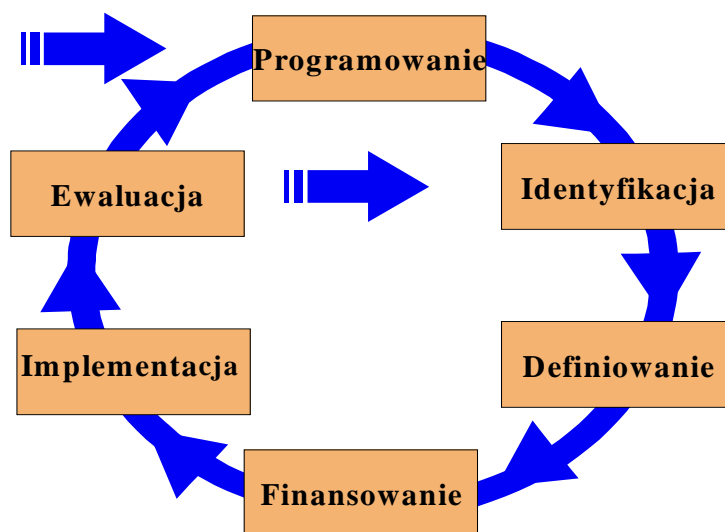 Programowanie
Ewaluacja
Identyfikacja
Implementacja
Definiowanie
Finansowanie